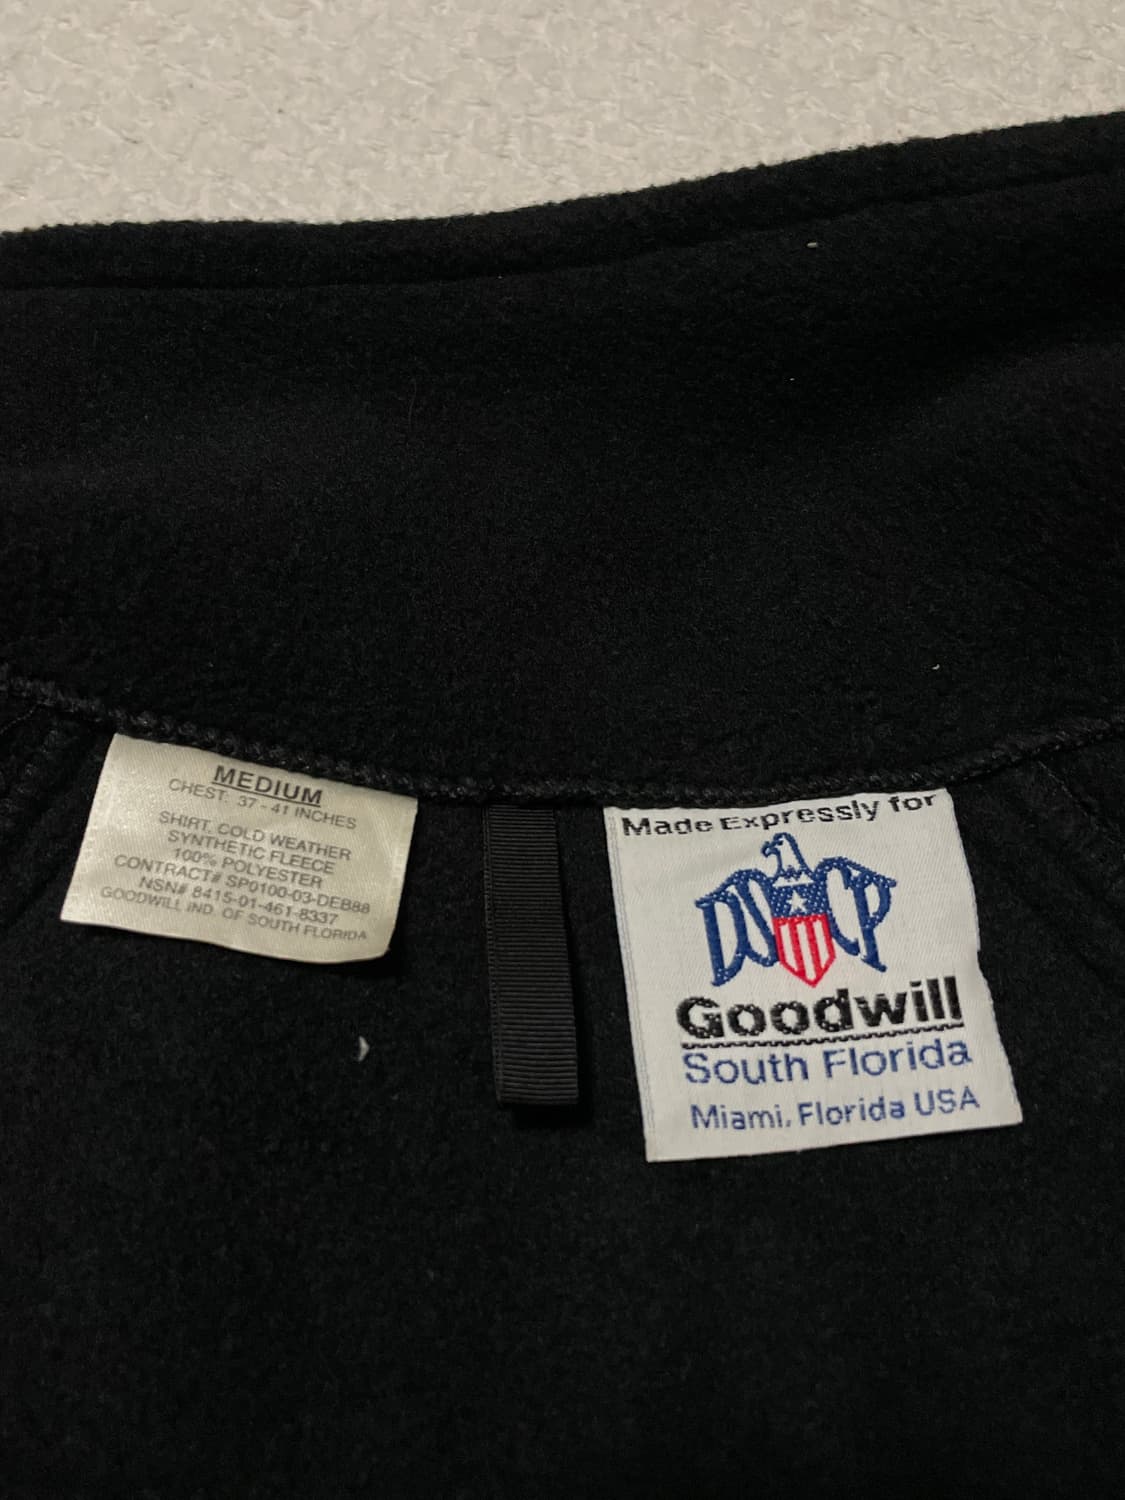 MEDIUM
CHEST: 37 - 41 INCHES
SHIRT, COLD WEATHER
SYNTHETIC FLEECE
100% POLYESTER
CONTRACT# SP0100-03-DEB88
NSN# 8415-01-461-8337
GOODWILL IND. OF SOUTH FLORIDA
Made Expressly for
DSCP
Goodwill
South Florida
Miami, Florida USA